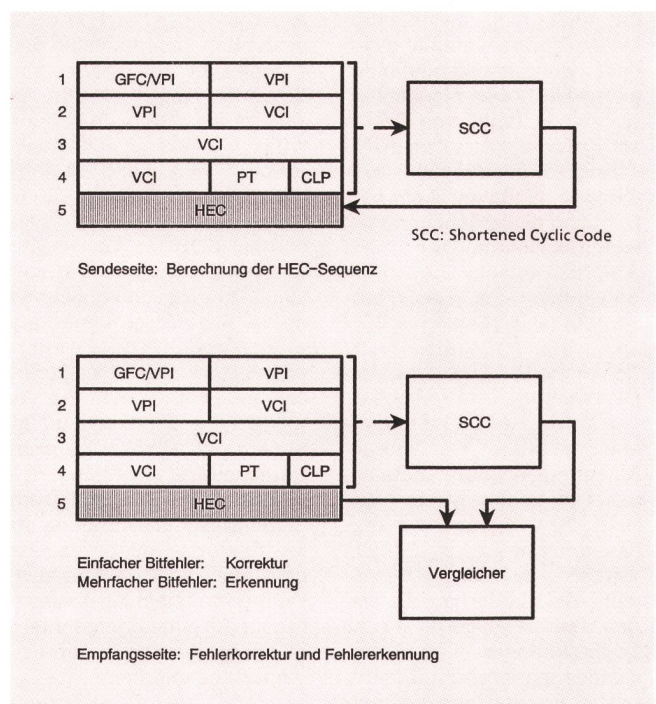 1 GFC/VPI VPI
2 VPI VCI
3 VCI
4 VCI PT CLP
5 HEC
SCC
SCC: Shortened Cyclic Code
Sendeseite: Berechnung der HEC-Sequenz
1 GFC/VPI VPI
2 VPI VCI
3 VCI
4 VCI PT CLP
5 HEC
SCC
Vergleicher
Einfacher Bitfehler: Korrektur
Mehrfacher Bitfehler: Erkennung
Empfangsseite: Fehlerkorrektur und Fehlererkennung